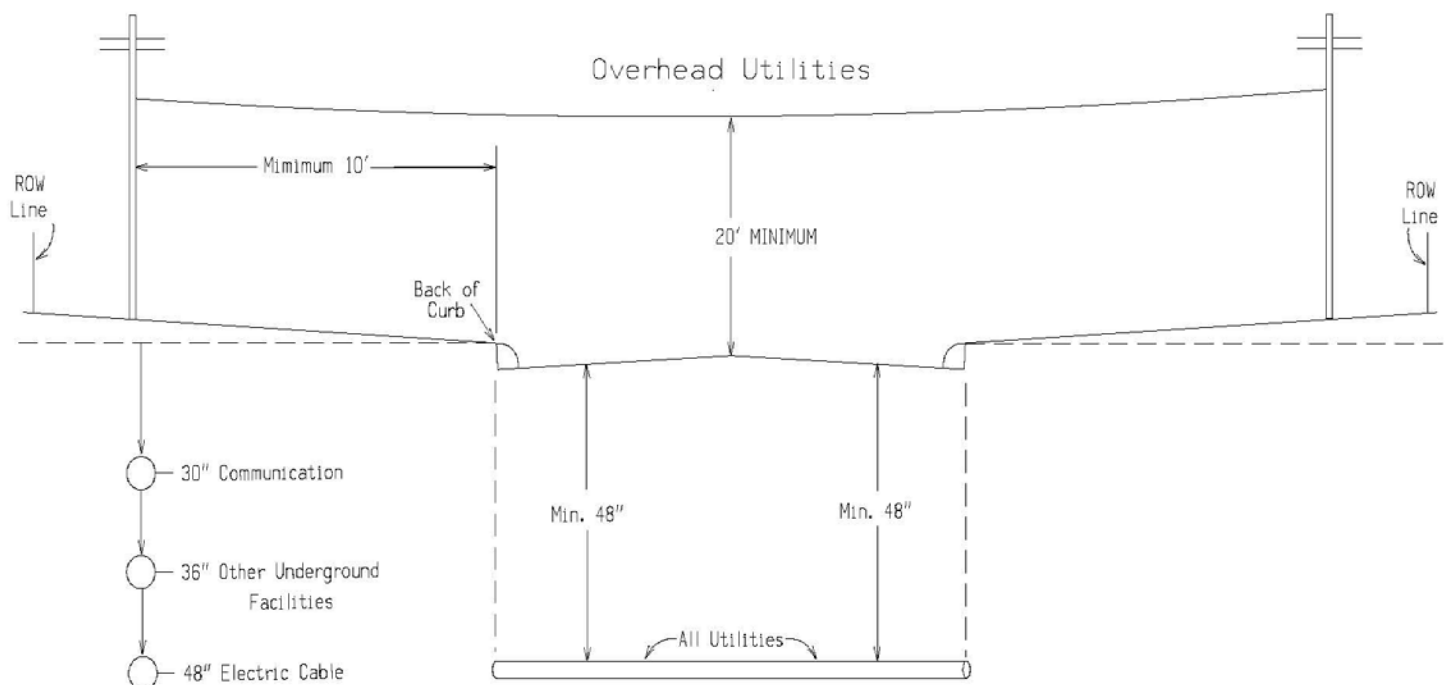 Overhead Utilities
Mimimum 10'
ROW
Line
ROW
Line
20' MINIMUM
Back of
Curb
30" Communication
Min. 48"
Min. 48"
36" Other Underground
Facilities
All Utilities
48" Electric Cable